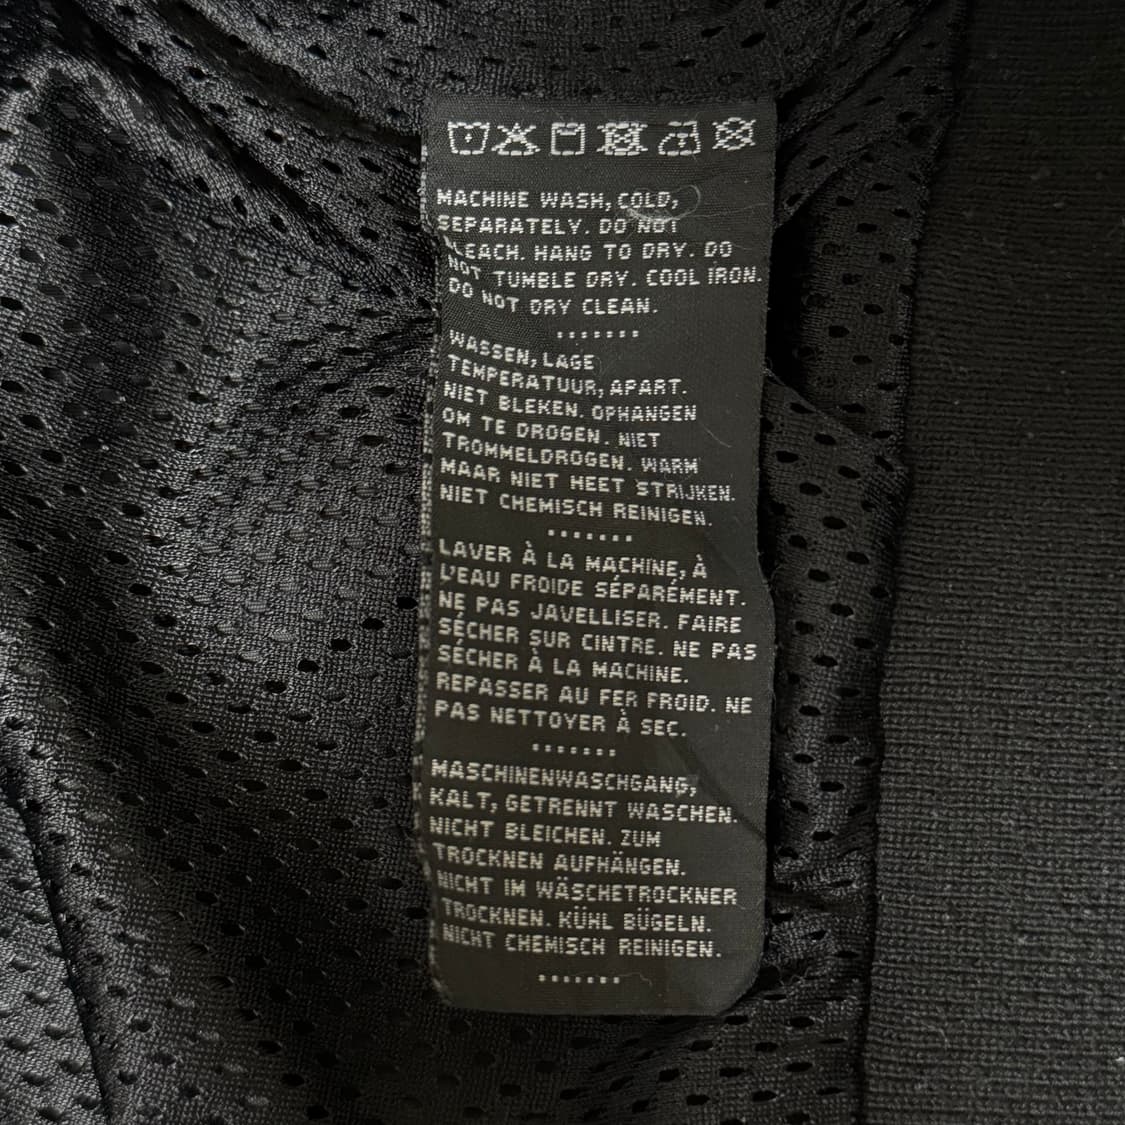 MACHINE WASH, COLD,
SEPARATELY. DO NOT
BLEACH. HANG TO DRY. DO
NOT TUMBLE DRY. COOL IRON.
DO NOT DRY CLEAN.
WASSEN, LAGE
TEMPERATUUR, APART.
NIET BLEKEN. OPHANGEN
OM TE DROGEN. NIET
TROMMELDROGEN. WARM
MAAR NIET HEET STRIJKEN.
NIET CHEMISCH REINIGEN.
LAVER À LA MACHINE, À
L'EAU FROIDE SÉPARÉMENT.
NE PAS JAVELLISER. FAIRE
SÉCHER SUR CINTRE. NE PAS
SÉCHER À LA MACHINE.
REPASSER AU FER FROID. NE
PAS NETTOYER À SEC.
MASCHINENWASCHGANG,
KALT, GETRENNT WASCHEN.
NICHT BLEICHEN. ZUM
TROCKNEN AUFHÄNGEN.
NICHT IM WÄSCHETROCKNER
TROCKNEN. KÜHL BÜGELN.
NICHT CHEMISCH REINIGEN.